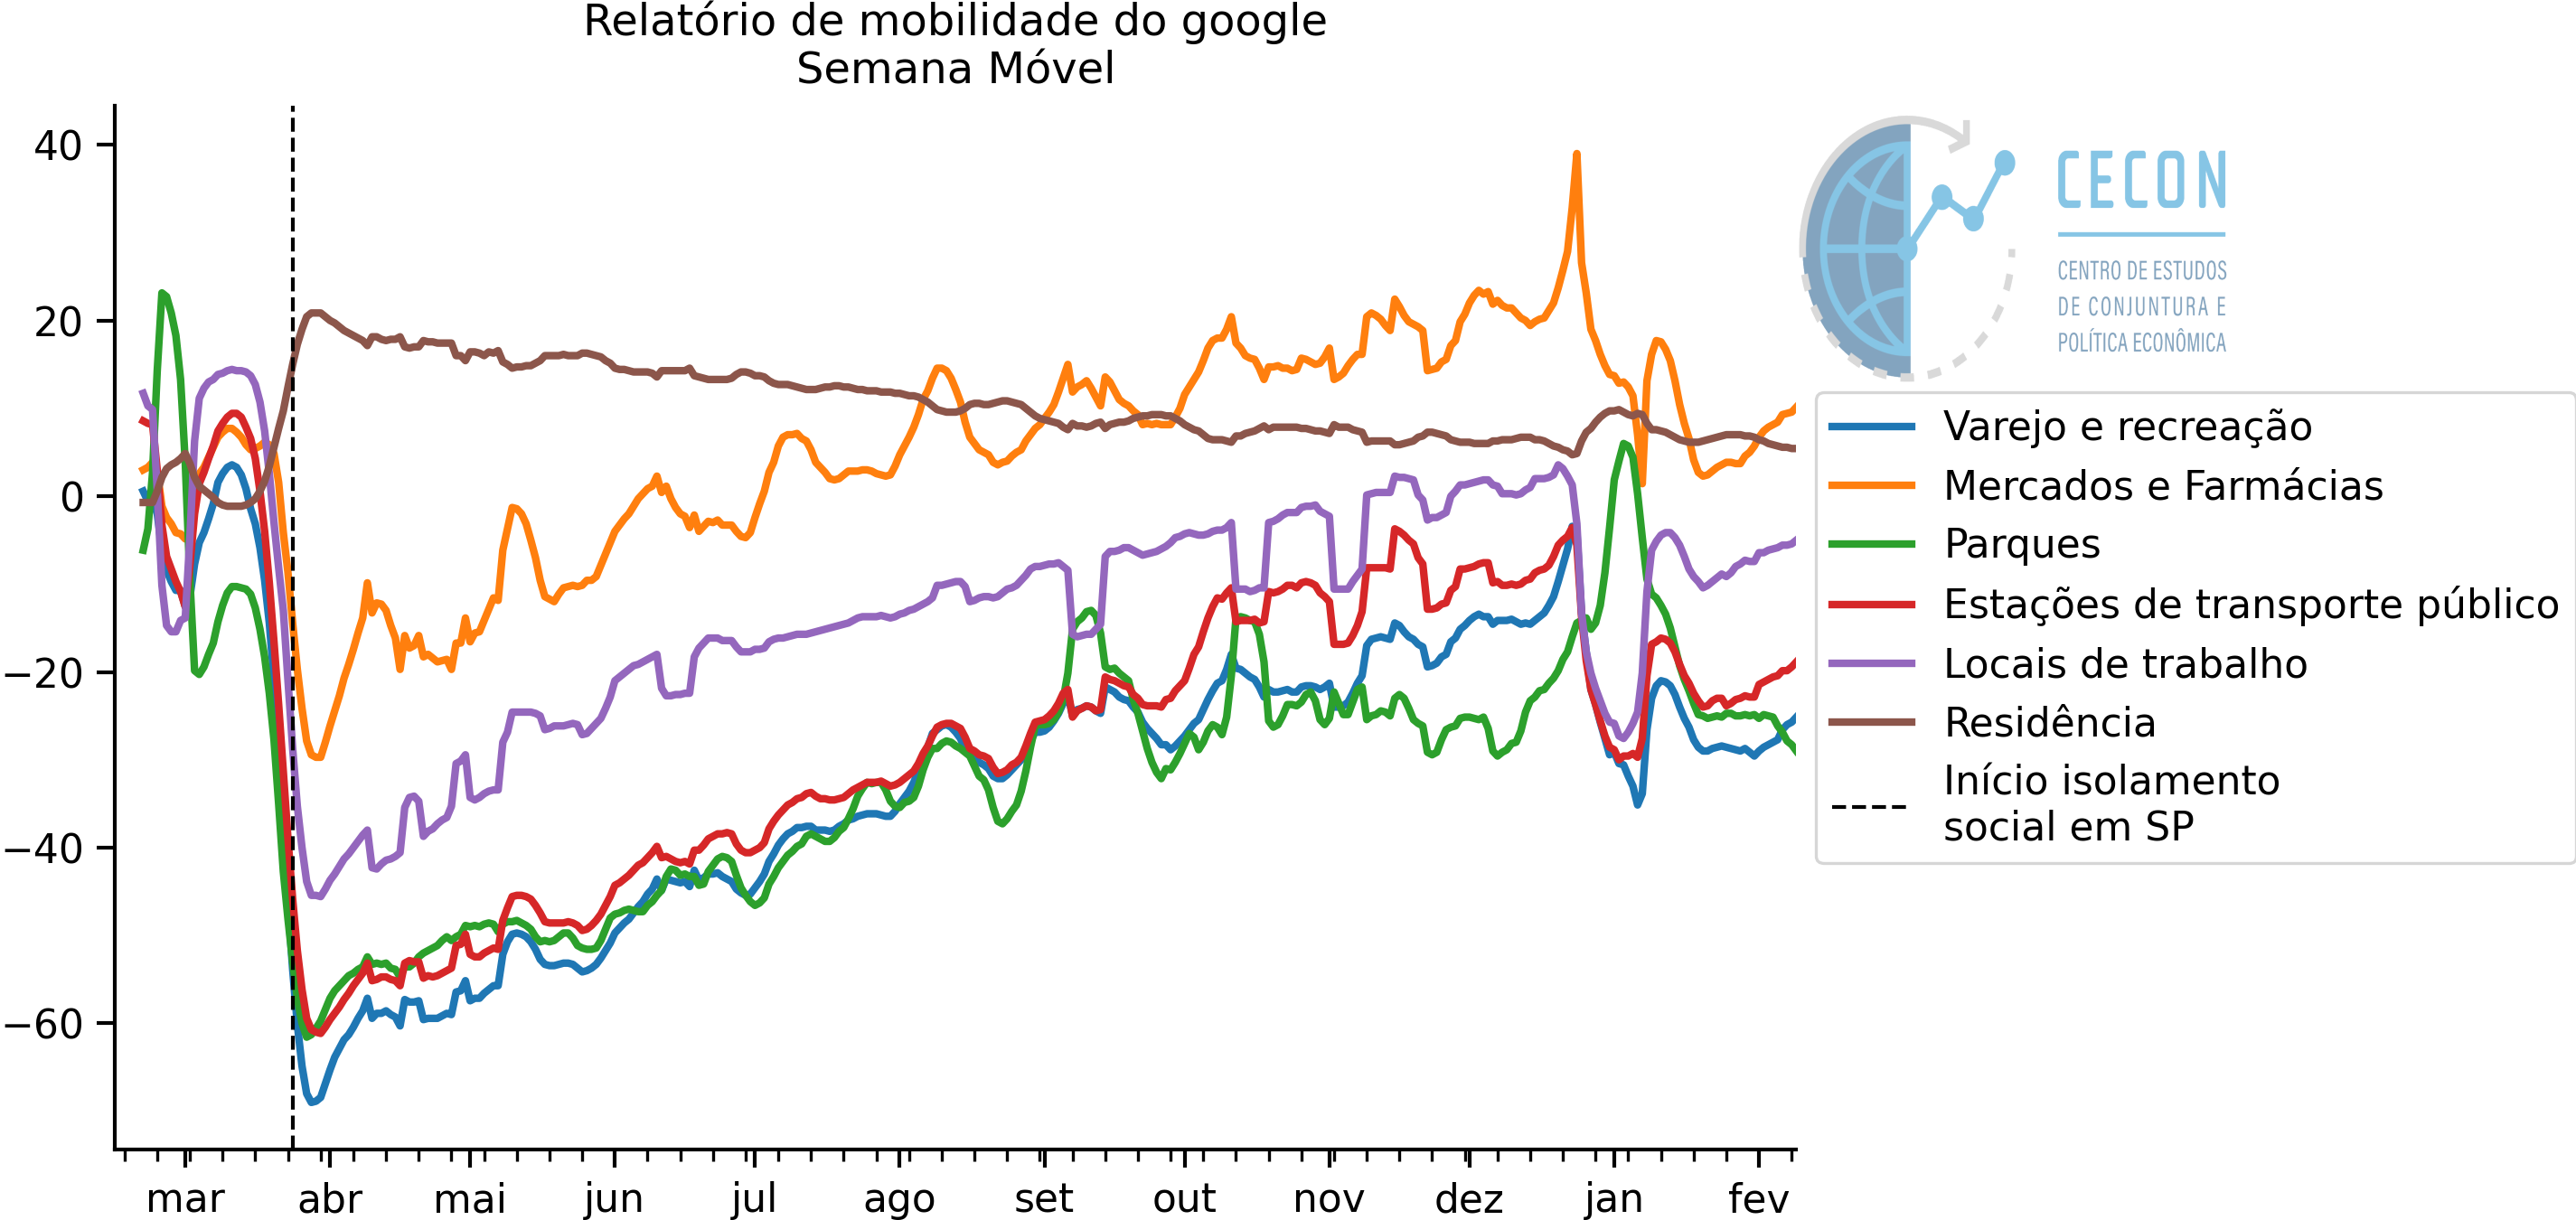 Relatório de mobilidade do google
Semana Móvel
40
20
0
−20
−40
−60
mar abr mai jun jul ago set out nov dez jan fev
CECON
CENTRO DE ESTUDOS
DE CONJUNTURA E
POLÍTICA ECONÔMICA
Varejo e recreação
Mercados e Farmácias
Parques
Estações de transporte público
Locais de trabalho
Residência
Início isolamento
social em SP